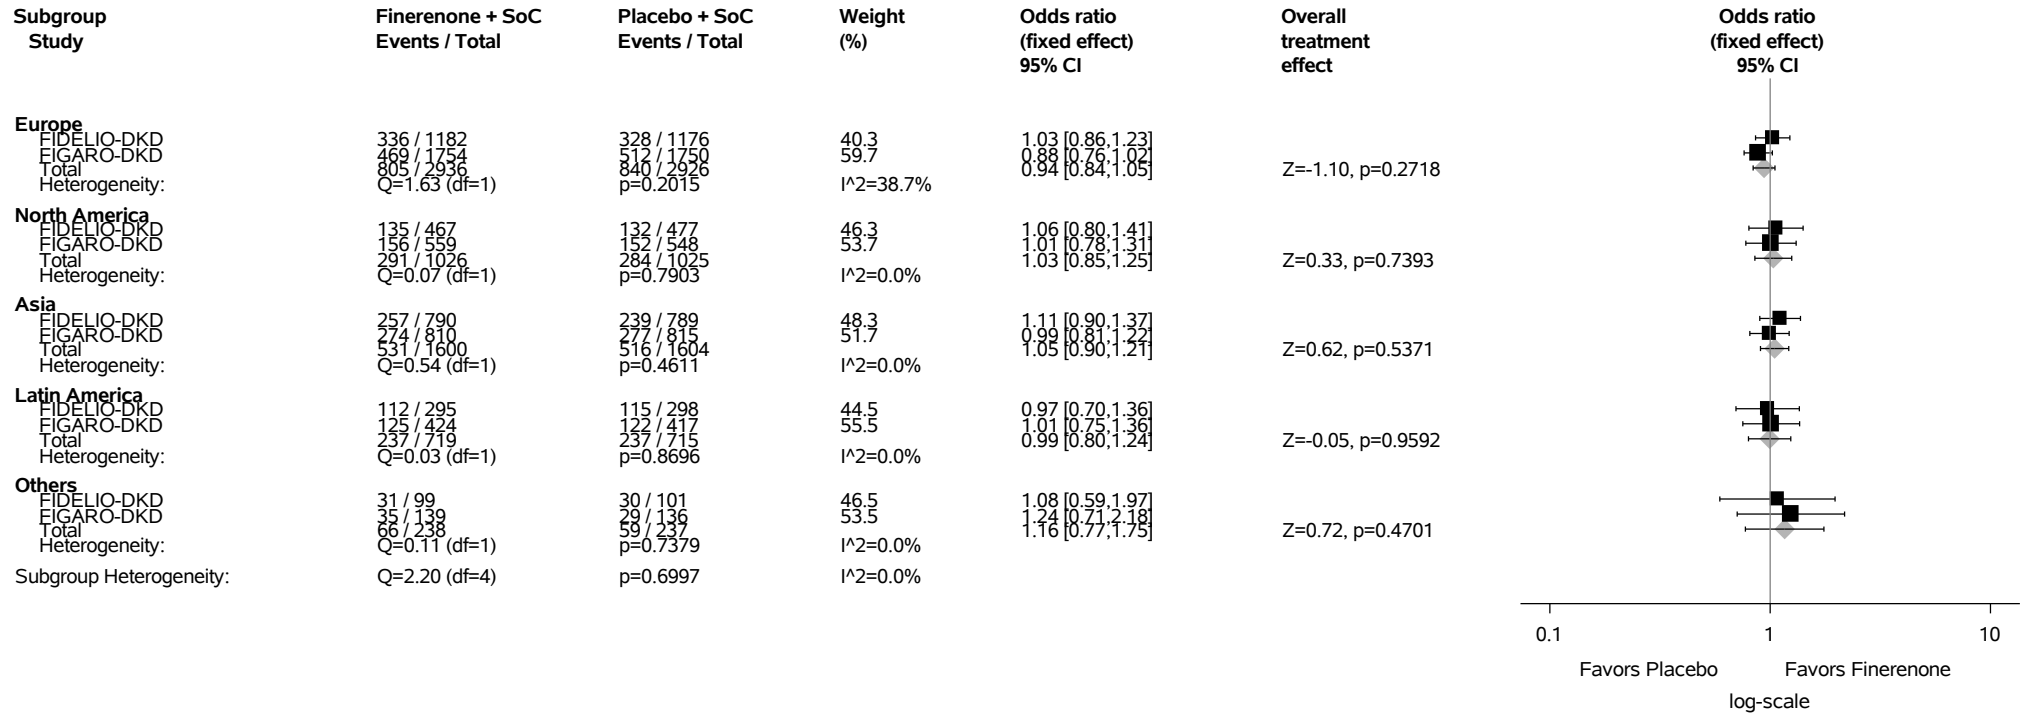 Subgroup Finerenone + SoC Placebo + SoC Weight Odds ratio Overall Odds ratio
Study Events / Total Events / Total (%) (fixed effect) treatment (fixed effect)
95% CI effect 95% CI
Europe
FIDELIO-DKD 336 / 1182 328 / 1176 40.3 1.03 [0.86,1.23]
FIGARO-DKD 469 / 1754 512 / 1750 59.7 0.88 [0.76,1.02]
Total 805 / 2936 840 / 2926 0.94 [0.84,1.05] Z=-1.10, p=0.2718
Heterogeneity: Q=1.63 (df=1) p=0.2015 I^2=38.7%
North America
FIDELIO-DKD 135 / 467 132 / 477 46.3 1.06 [0.80,1.41]
FIGARO-DKD 156 / 559 152 / 548 53.7 1.01 [0.78,1.31]
Total 291 / 1026 284 / 1025 1.03 [0.85,1.25] Z=0.33, p=0.7393
Heterogeneity: Q=0.07 (df=1) p=0.7903 I^2=0.0%
Asia
FIDELIO-DKD 257 / 790 239 / 789 48.3 1.11 [0.90,1.37]
FIGARO-DKD 274 / 810 277 / 815 51.7 0.99 [0.81,1.22]
Total 531 / 1600 516 / 1604 1.05 [0.90,1.21] Z=0.62, p=0.5371
Heterogeneity: Q=0.54 (df=1) p=0.4611 I^2=0.0%
Latin America
FIDELIO-DKD 112 / 295 115 / 298 44.5 0.97 [0.70,1.36]
FIGARO-DKD 125 / 424 122 / 417 55.5 1.01 [0.75,1.36]
Total 237 / 719 237 / 715 0.99 [0.80,1.24] Z=-0.05, p=0.9592
Heterogeneity: Q=0.03 (df=1) p=0.8696 I^2=0.0%
Others
FIDELIO-DKD 31 / 99 30 / 101 46.5 1.08 [0.59,1.97]
FIGARO-DKD 35 / 139 29 / 136 53.5 1.24 [0.71,2.18]
Total 66 / 238 59 / 237 1.16 [0.77,1.75] Z=0.72, p=0.4701
Heterogeneity: Q=0.11 (df=1) p=0.7379 I^2=0.0%
Subgroup Heterogeneity: Q=2.20 (df=4) p=0.6997 I^2=0.0%
0.1 1 10
Favors Placebo Favors Finerenone
log-scale